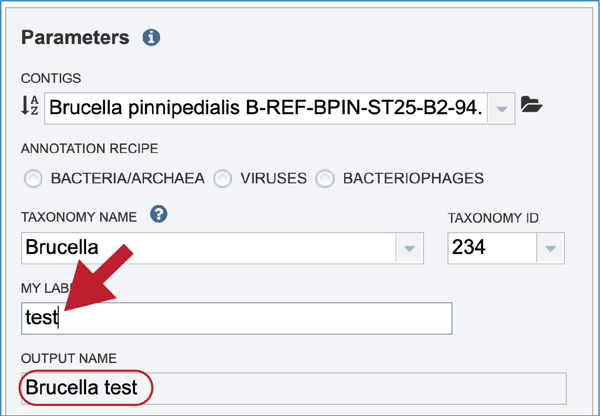 Parameters
CONTIGS
Brucella pinnipedialis B-REF-BPIN-ST25-B2-94.
ANNOTATION RECIPE
BACTERIA/ARCHAEA VIRUSES BACTERIOPHAGES
TAXONOMY NAME TAXONOMY ID
Brucella 234
MY LAB
test
OUTPUT NAME
Brucella test